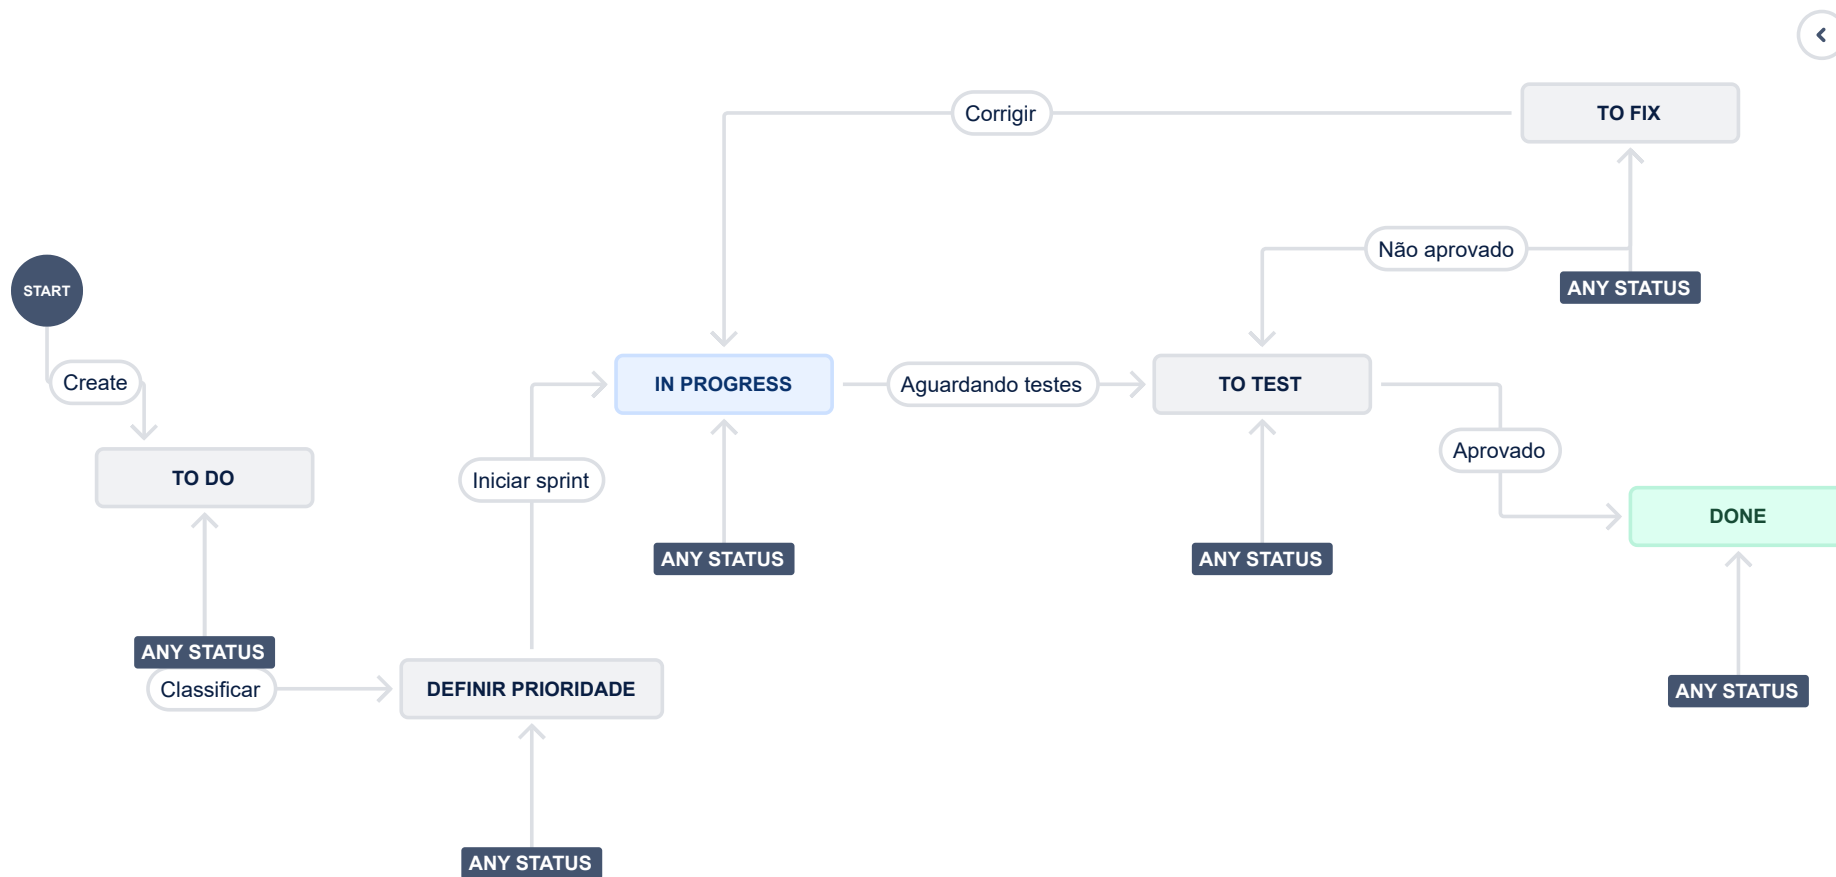 TO FIX
Corrigir
Não aprovado
ANY STATUS
START
Create
IN PROGRESS
Aguardando testes
TO TEST
Aprovado
TO DO
Iniciar sprint
DONE
ANY STATUS
ANY STATUS
ANY STATUS
Classificar
DEFINIR PRIORIDADE
ANY STATUS
ANY STATUS